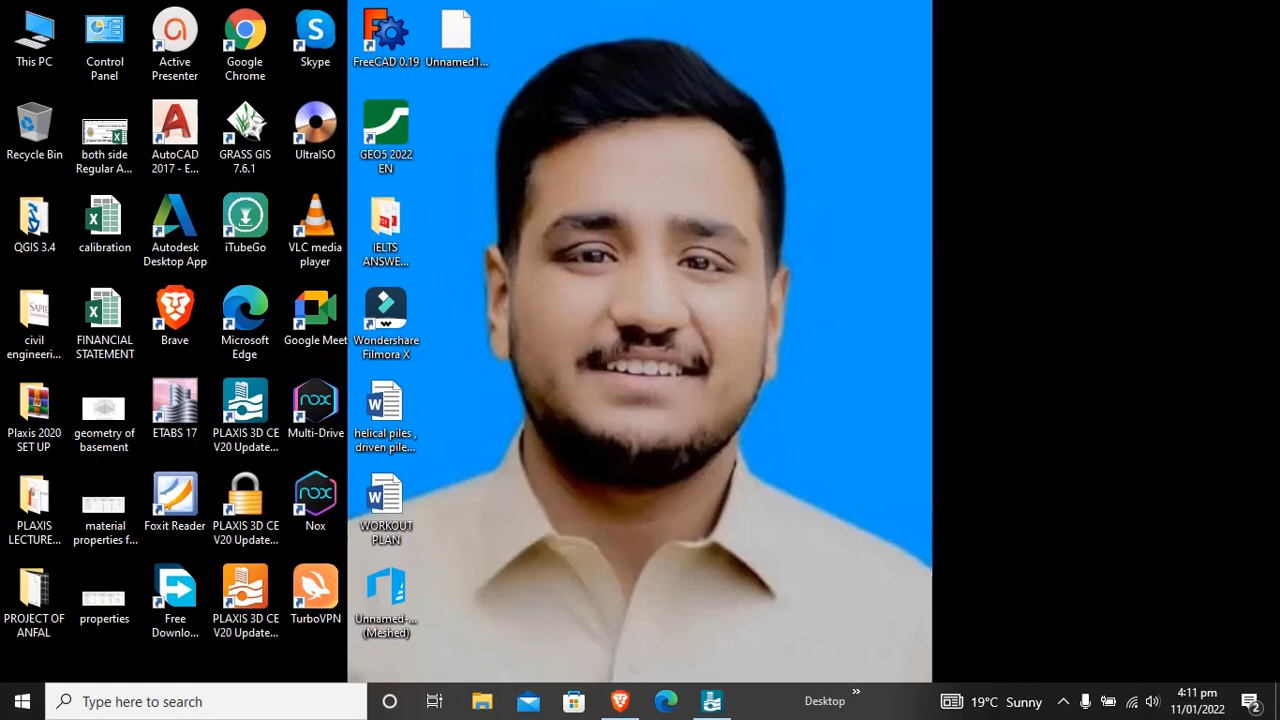 This PC
Control
Panel
Active
Presenter
Google
Chrome
Skype
FreeCAD 0.19
Unnamed1...
Recycle Bin
both side
Regular A...
AutoCAD
2017 - E...
GRASS GIS
7.6.1
UltraISO
GEO5 2022
EN
QGIS 3.4
calibration
Autodesk
Desktop App
iTubeGo
VLC media
player
IELTS
ANSWE...
civil
engineeri...
FINANCIAL
STATEMENT
Brave
Microsoft
Edge
Google Meet
Wondershare
Filmora X
Plaxis 2020
SET UP
geometry of
basement
ETABS 17
PLAXIS 3D CE
V20 Update...
Multi-Drive
helical piles ,
driven pile...
PLAXIS
LECTURE...
material
properties f...
Foxit Reader
PLAXIS 3D CE
V20 Update...
Nox
WORKOUT
PLAN
PROJECT OF
ANFAL
properties
Free
Downlo...
PLAXIS 3D CE
V20 Update...
TurboVPN
Unnamed-...
(Meshed)
Type here to search
Desktop
19°C Sunny
4:11 pm
11/01/2022
2